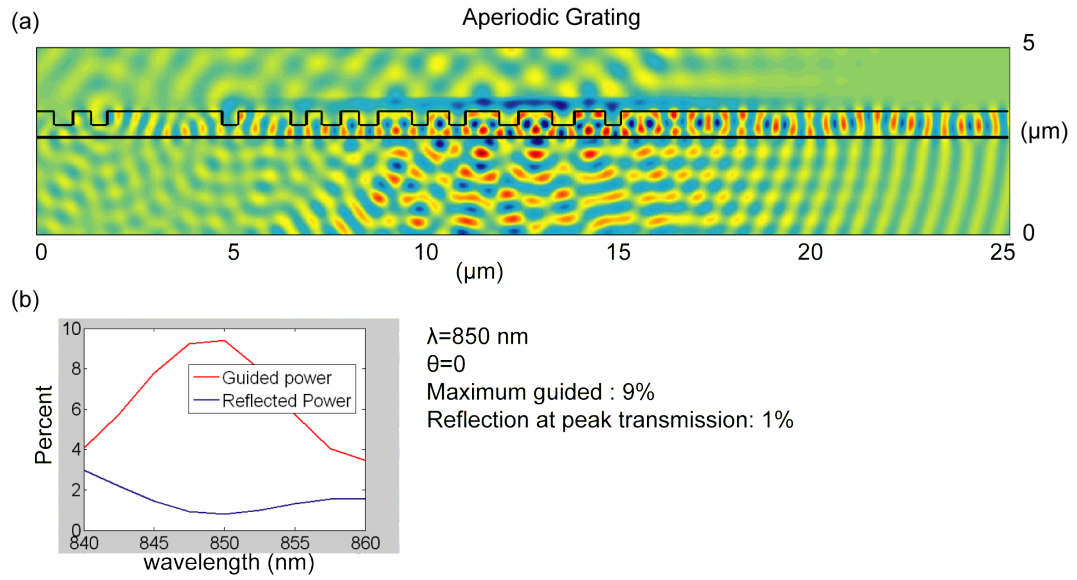 Aperiodic Grating
(a)
5
(µm)
0
0 5 10 15 20 25
(µm)
(b)
10
8
6
4
2
0
Percent
Guided power
Reflected Power
840 845 850 855 860
wavelength (nm)
λ=850 nm
θ=0
Maximum guided : 9%
Reflection at peak transmission: 1%